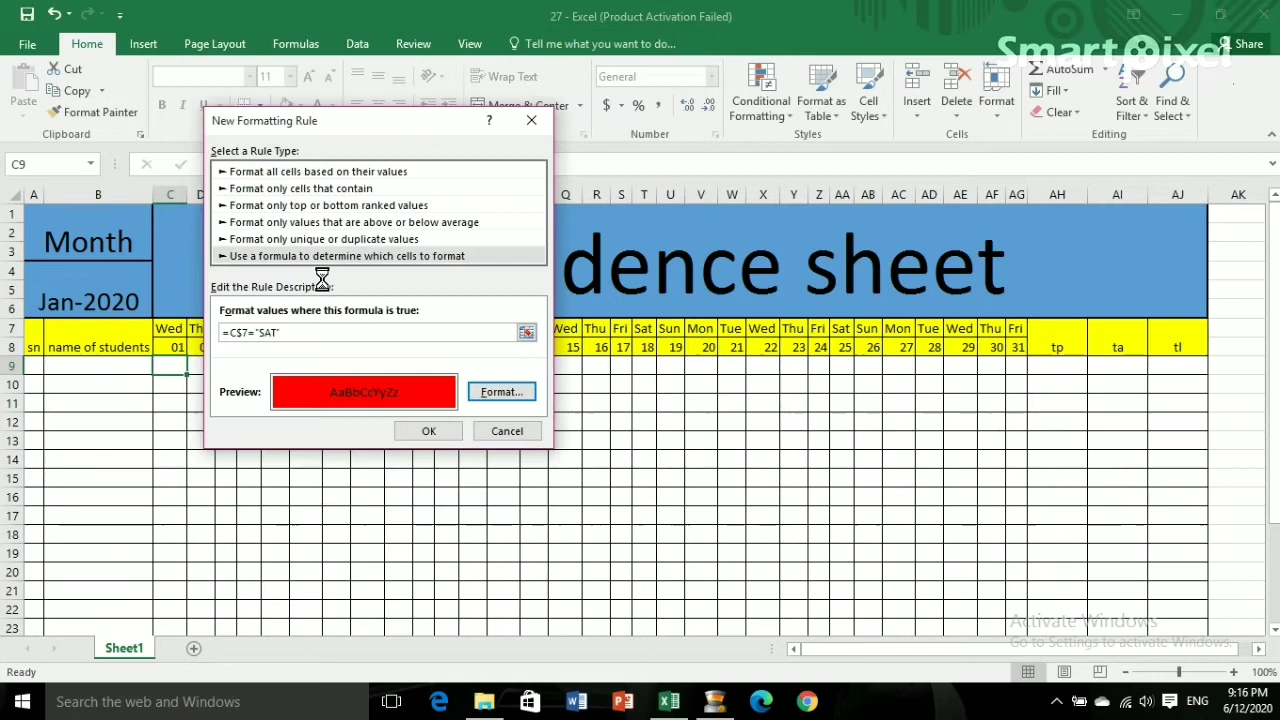 27 - Excel (Product Activation Failed)
File Home Insert Page Layout Formulas Data Review View Tell me what you want to do... Share
SmartPixel
Paste
Cut
Copy
Format Painter
Clipboard
11
Wrap Text
Merge & Center
General
$ % ,
Number
Conditional Formatting
Format as Table
Cell Styles
Styles
Insert Delete Format
Cells
AutoSum
Fill
Clear
Sort & Filter
Find & Select
Editing
C9
New Formatting Rule ?
Select a Rule Type:
► Format all cells based on their values
► Format only cells that contain
► Format only top or bottom ranked values
► Format only values that are above or below average
► Format only unique or duplicate values
► Use a formula to determine which cells to format
Edit the Rule Description:
Format values where this formula is true:
=C$7="SAT"
Preview: AaBbCcYyZz Format...
OK Cancel
A B C D Q R S T U V W X Y Z AA AB AC AD AE AF AG AH AI AJ AK
1
2
3
4
5
6
7
8
9
10
11
12
13
14
15
16
17
18
19
20
21
22
23
Month
Jan-2020
dence sheet
Wed Th Wed Thu Fri Sat Sun Mon Tue Wed Thu Fri Sat Sun Mon Tue Wed Thu Fri
sn name of students 01 0 15 16 17 18 19 20 21 22 23 24 25 26 27 28 29 30 31 tp ta tl
Activate Windows
Go to Settings to activate Windows.
Sheet1
Ready 100%
Search the web and Windows
ENG
9:16 PM
6/12/2020